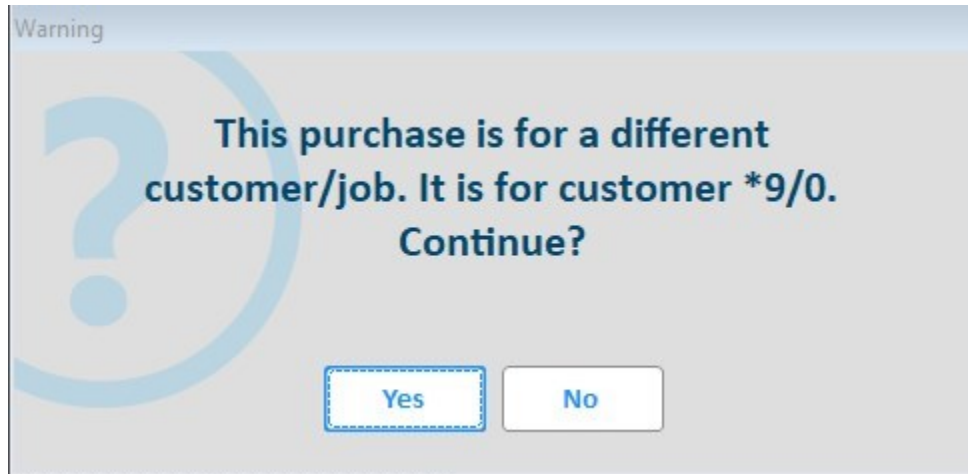 Warning
This purchase is for a different
customer/job. It is for customer *9/0.
Continue?
Yes
No